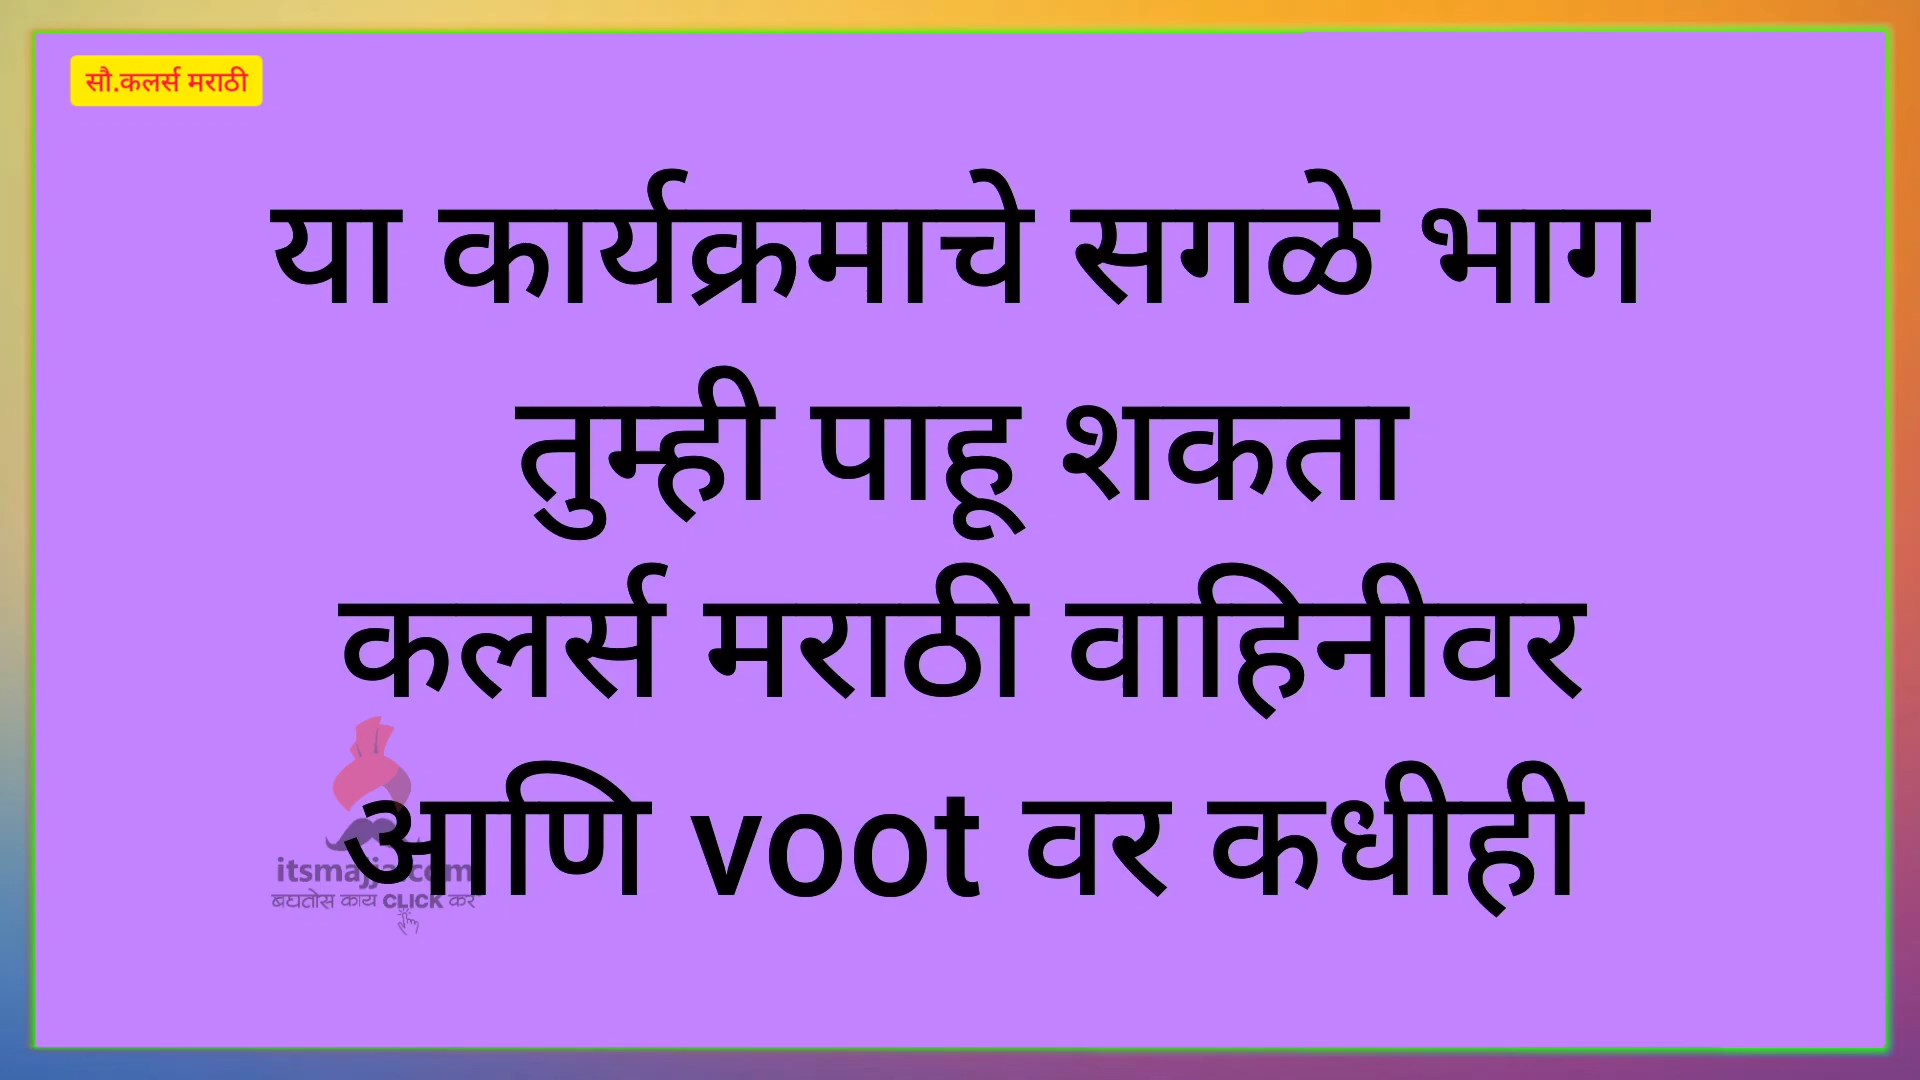 सौ.कलर्स मराठी
या कार्यक्रमाचे सगळे भाग
तुम्ही पाहू शकता
कलर्स मराठी वाहिनीवर
आणि voot वर कधीही
itsmajja.com
बघतोस काय CLICK कर